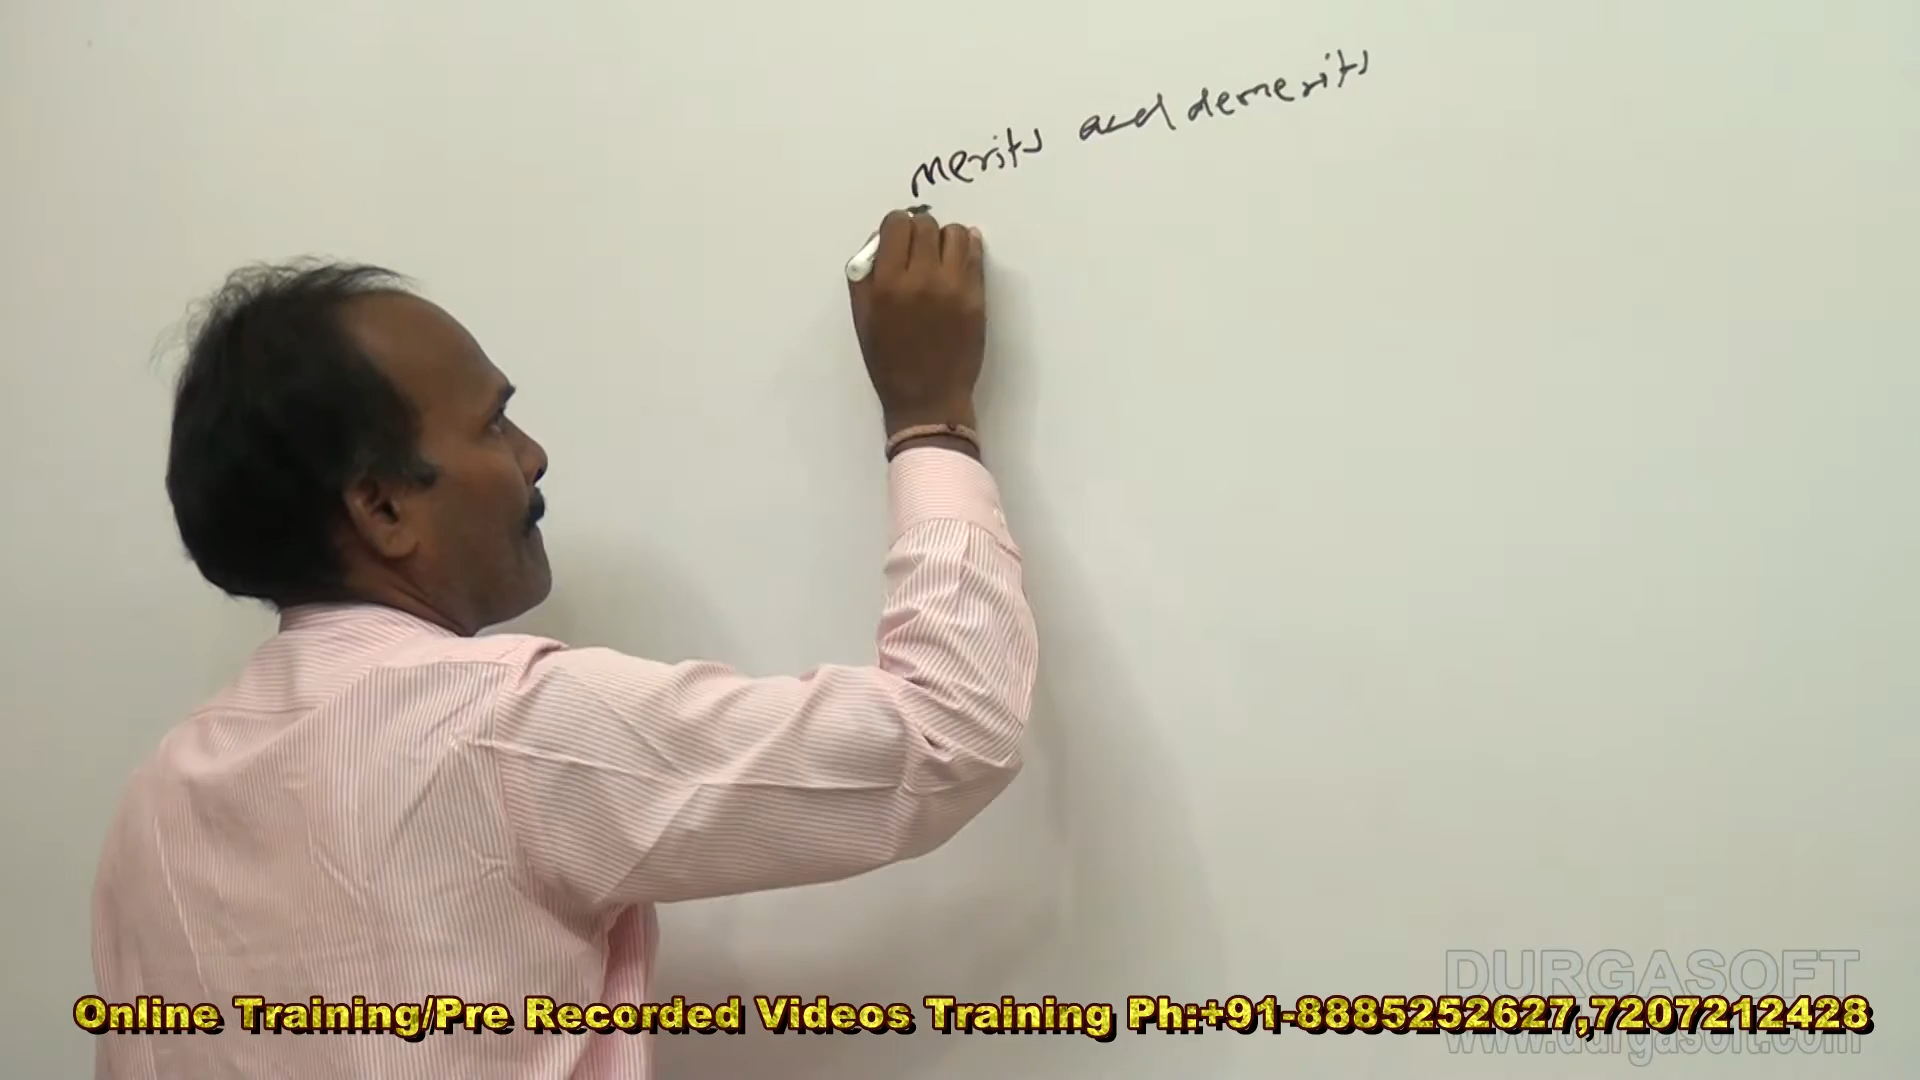 merits and demerits
DURGASOFT
Online Training/Pre Recorded Videos Training Ph:+91-8885252627,7207212428
www.durgasoft.com